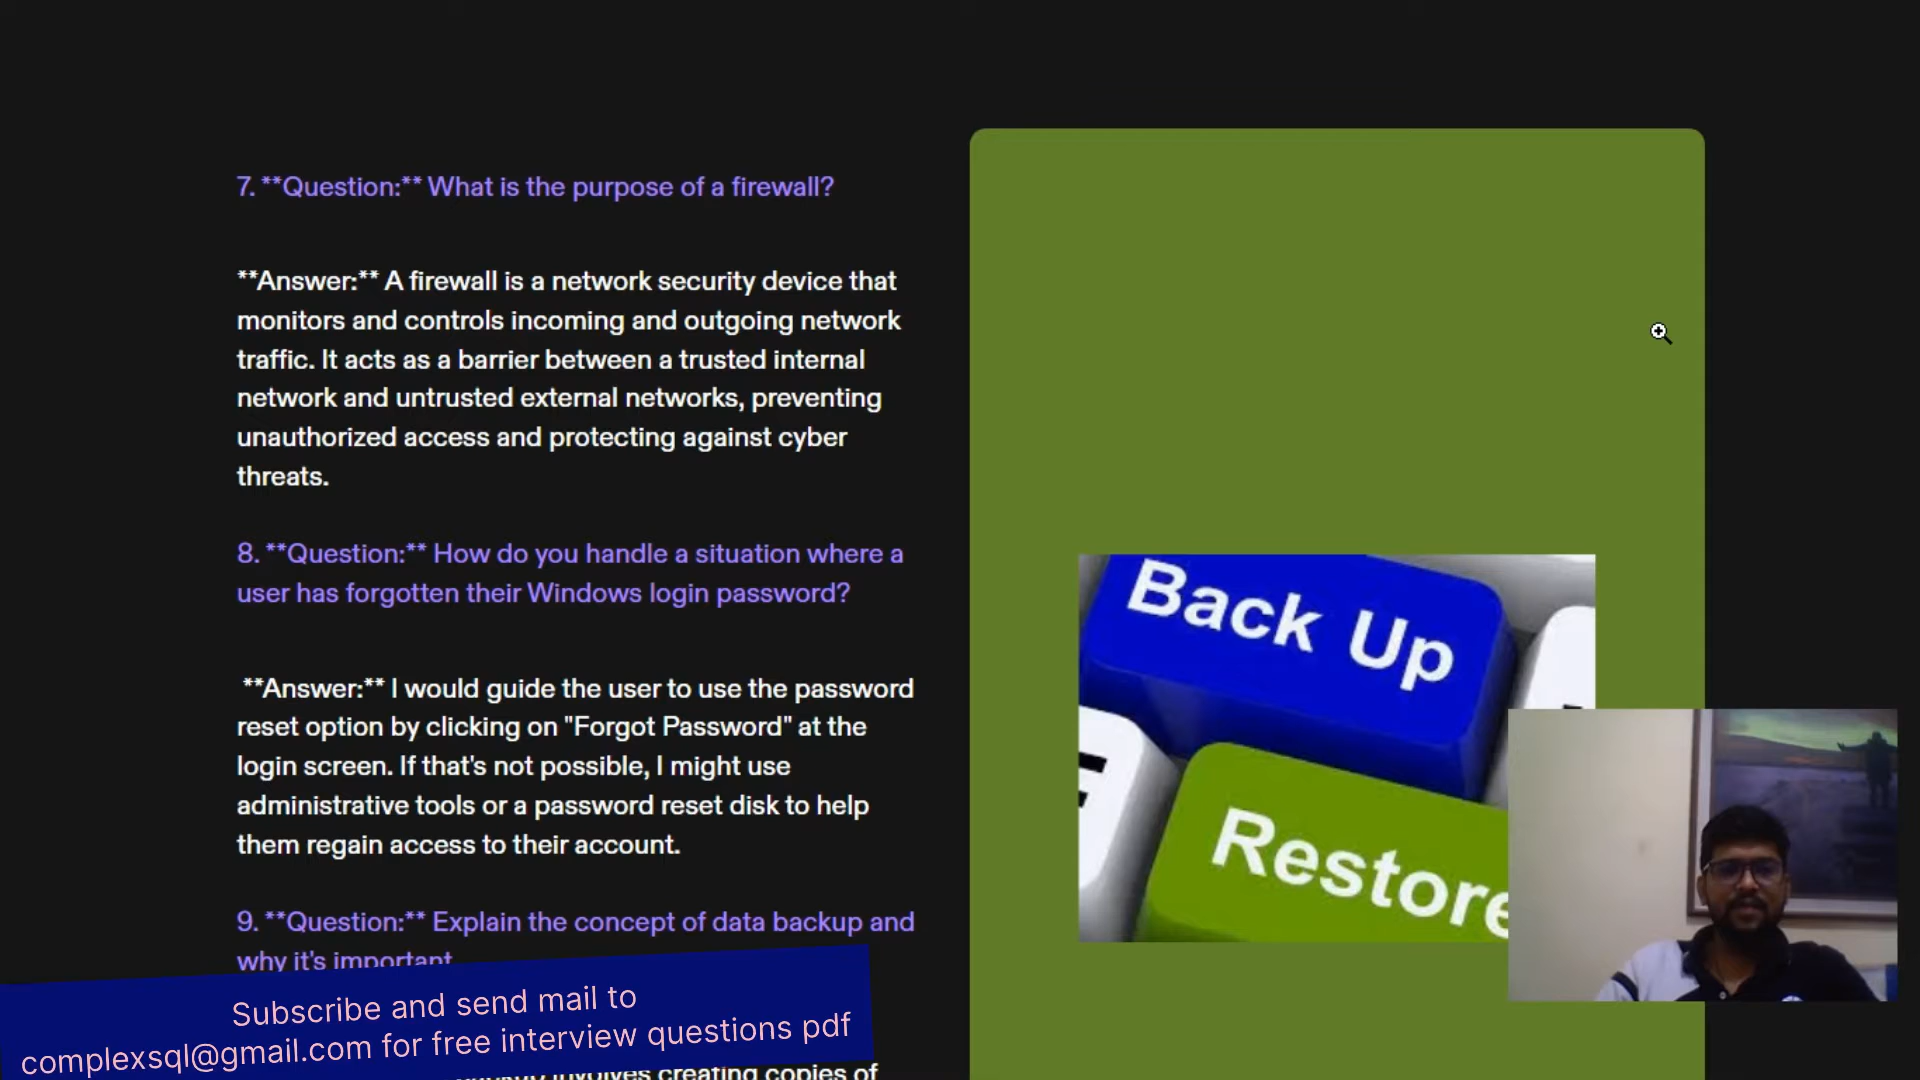 7. **Question:** What is the purpose of a firewall?
**Answer:** A firewall is a network security device that
monitors and controls incoming and outgoing network
traffic. It acts as a barrier between a trusted internal
network and untrusted external networks, preventing
unauthorized access and protecting against cyber
threats.
8. **Question:** How do you handle a situation where a
user has forgotten their Windows login password?
**Answer:** I would guide the user to use the password
reset option by clicking on "Forgot Password" at the
login screen. If that's not possible, I might use
administrative tools or a password reset disk to help
them regain access to their account.
9. **Question:** Explain the concept of data backup and
why it's important
involves creating copies of
Back Up
Restore
Subscribe and send mail to
complexsql@gmail.com for free interview questions pdf